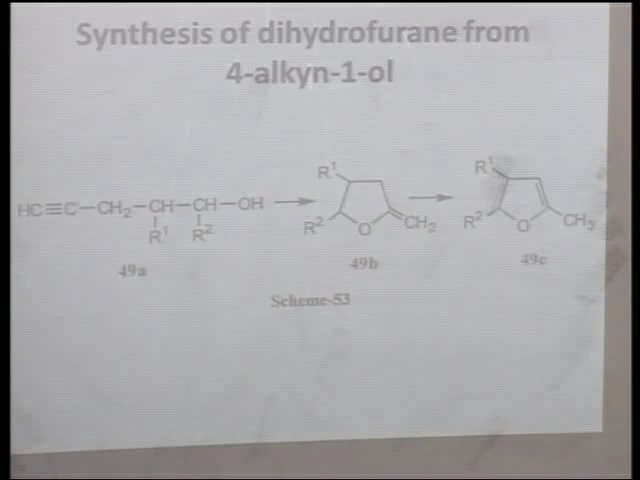 Synthesis of dihydrofurane from
4-alkyn-1-ol
HC≡C-CH2-CH-CH-OH
R1 R2
49a
R1
R2
O
CH2
49b
R1
R2
O
CH3
49c
Scheme-53